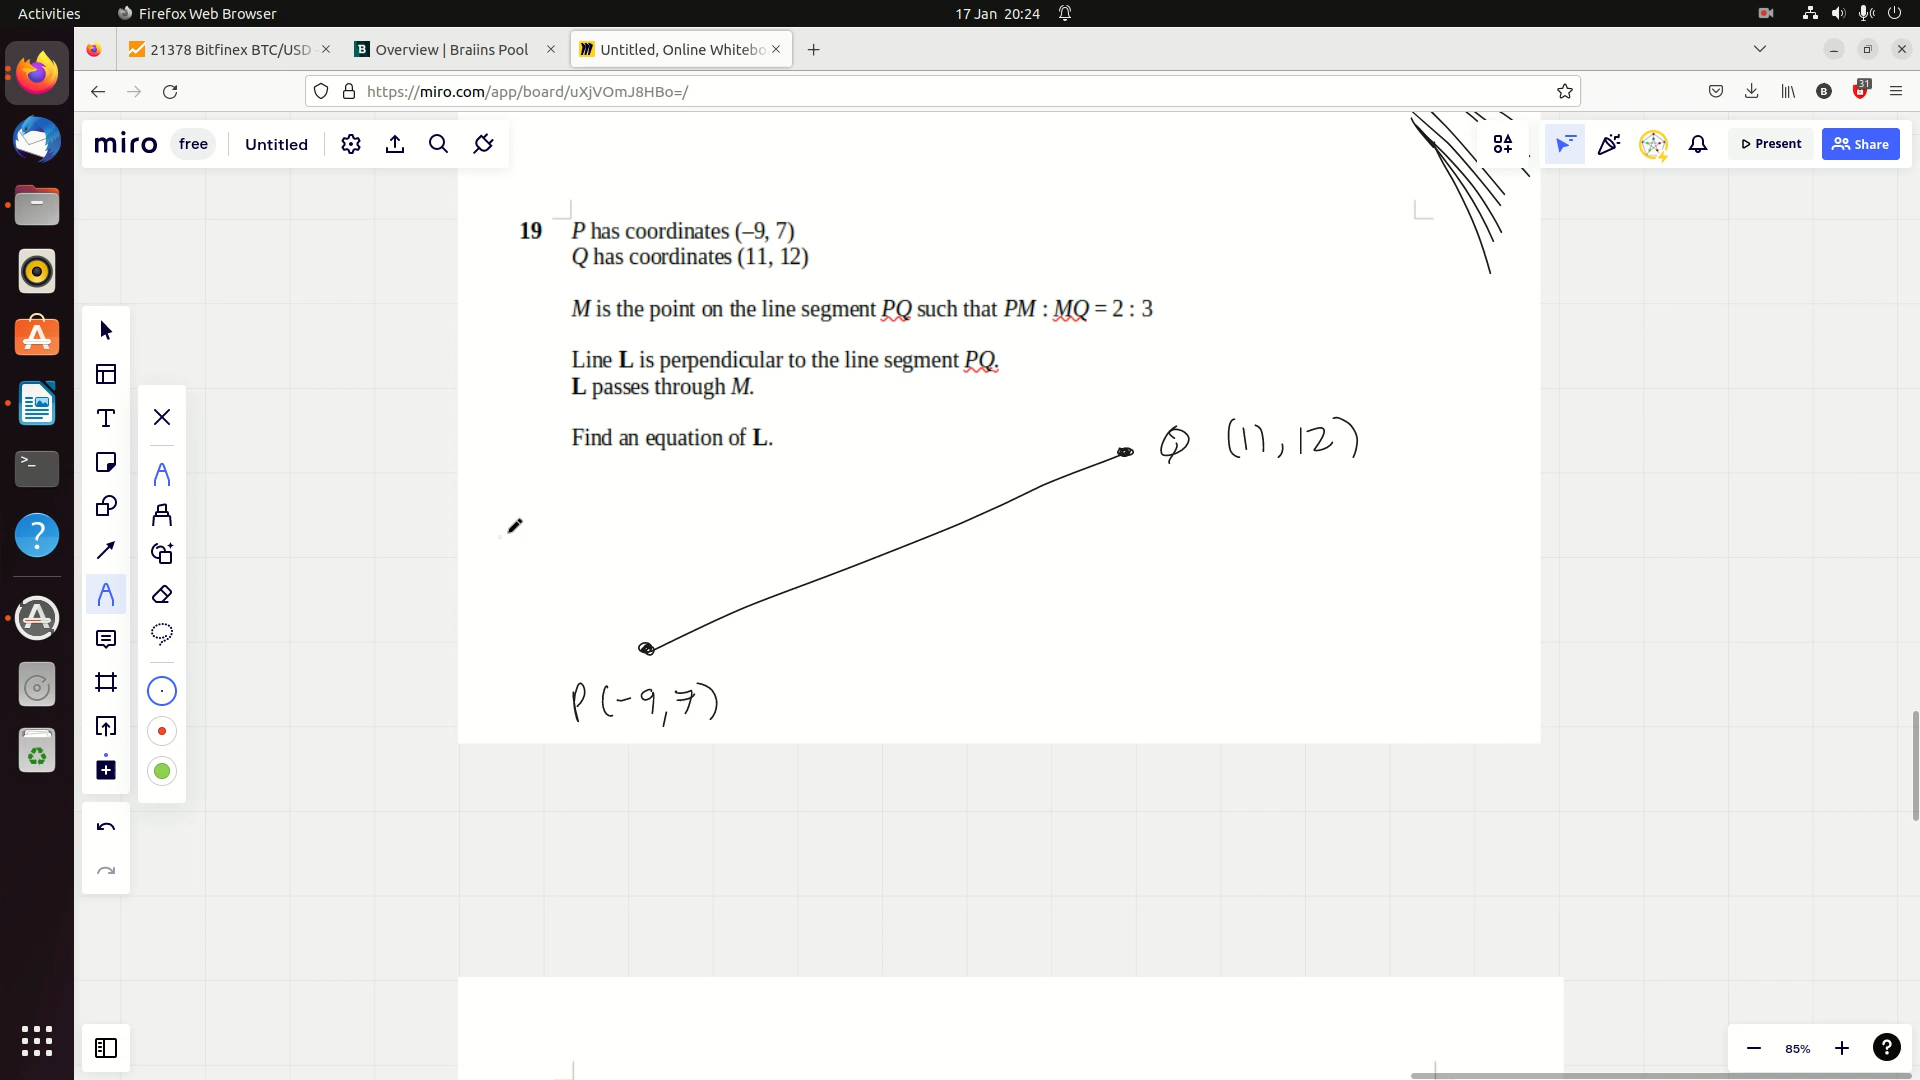 Activities
Firefox Web Browser
17 Jan 20:24
21378 Bitfinex BTC/USD
Overview | Braiins Pool
Untitled, Online Whitebo
https://miro.com/app/board/uXjVOmJ8HBo=/
B
31
miro
free
Untitled
Present
Share
19 P has coordinates (–9, 7)
Q has coordinates (11, 12)
M is the point on the line segment PQ such that PM : MQ = 2 : 3
Line L is perpendicular to the line segment PQ.
L passes through M.
Find an equation of L.
Q (11, 12)
P (-9, 7)
85%